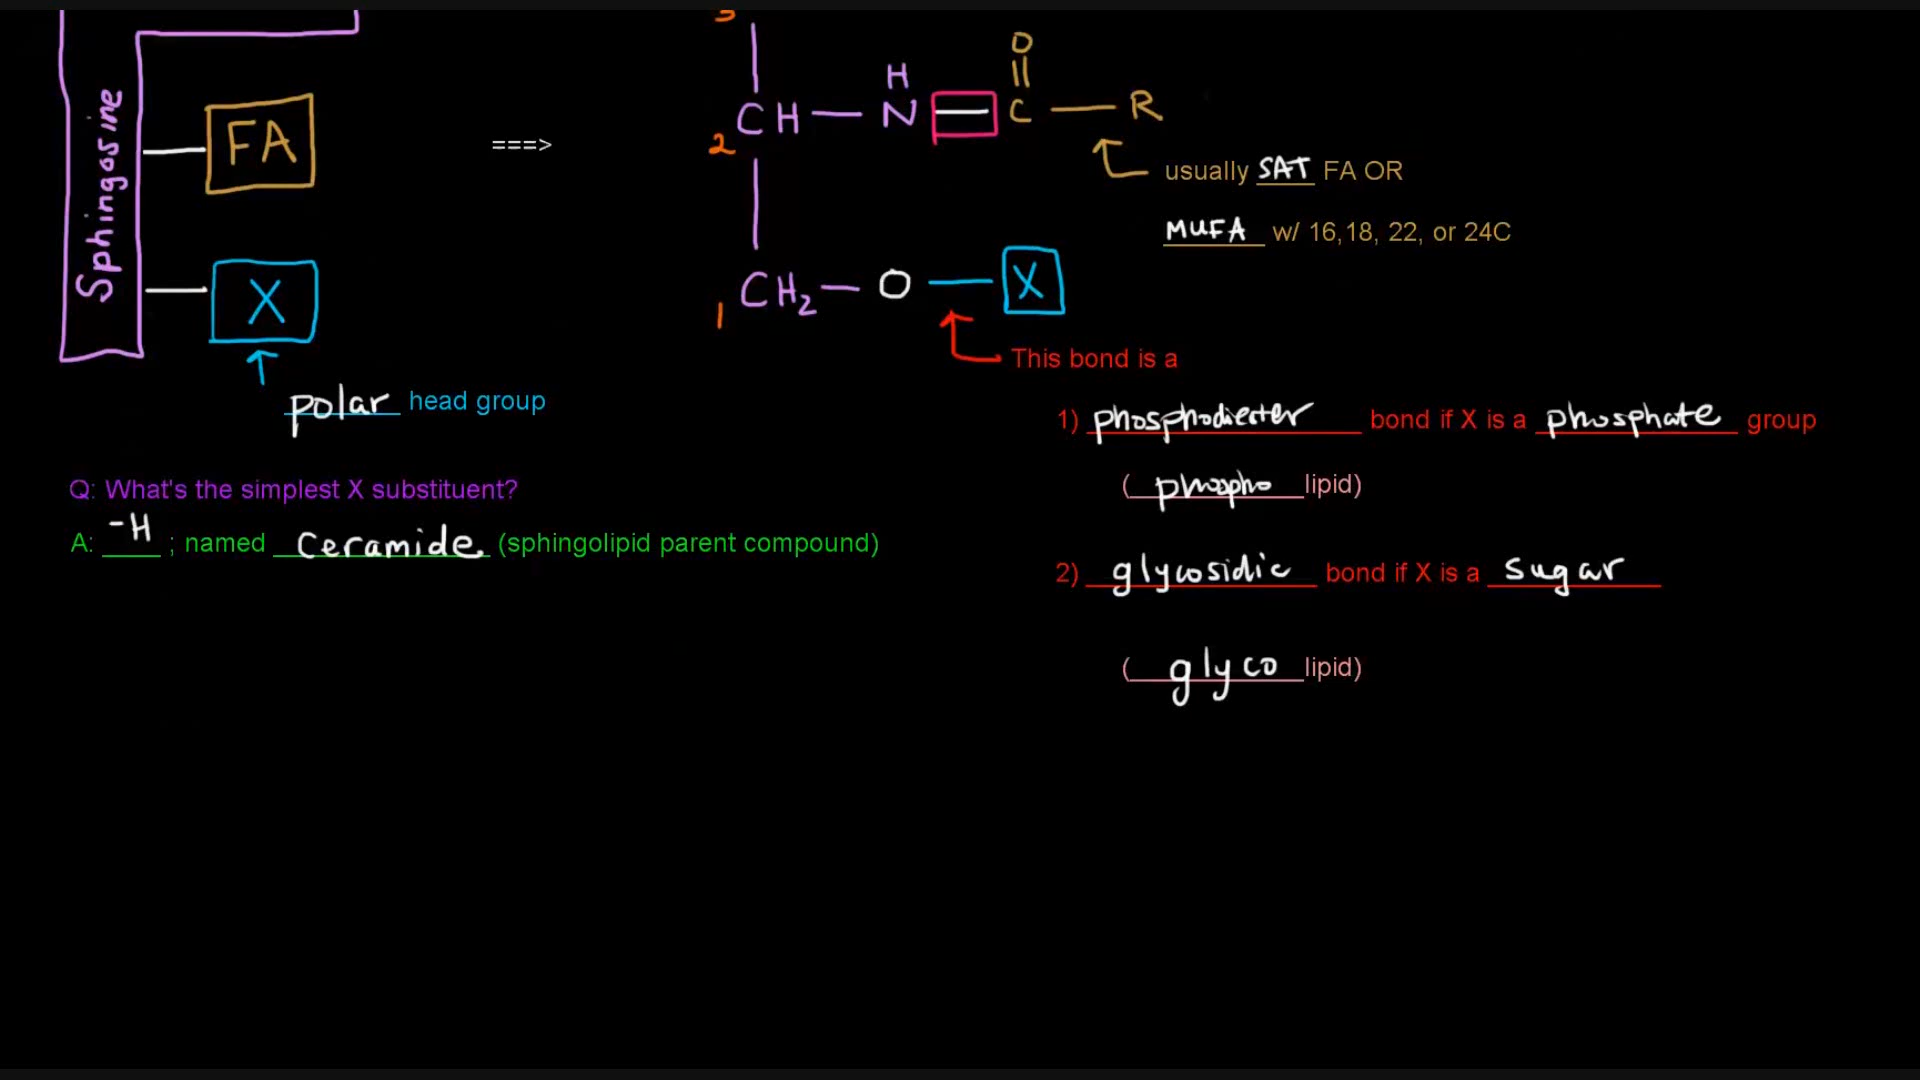 3
Sphingosine
FA
===>
2 CH — N — C — R
H
O
usually SAT FA OR
MUFA w/ 16,18, 22, or 24C
X
1 CH2 — O — X
This bond is a
polar head group
1) phosphodiester bond if X is a phosphate group
(phospho lipid)
Q: What's the simplest X substituent?
A: -H ; named Ceramide (sphingolipid parent compound)
2) glycosidic bond if X is a sugar
(glyco lipid)